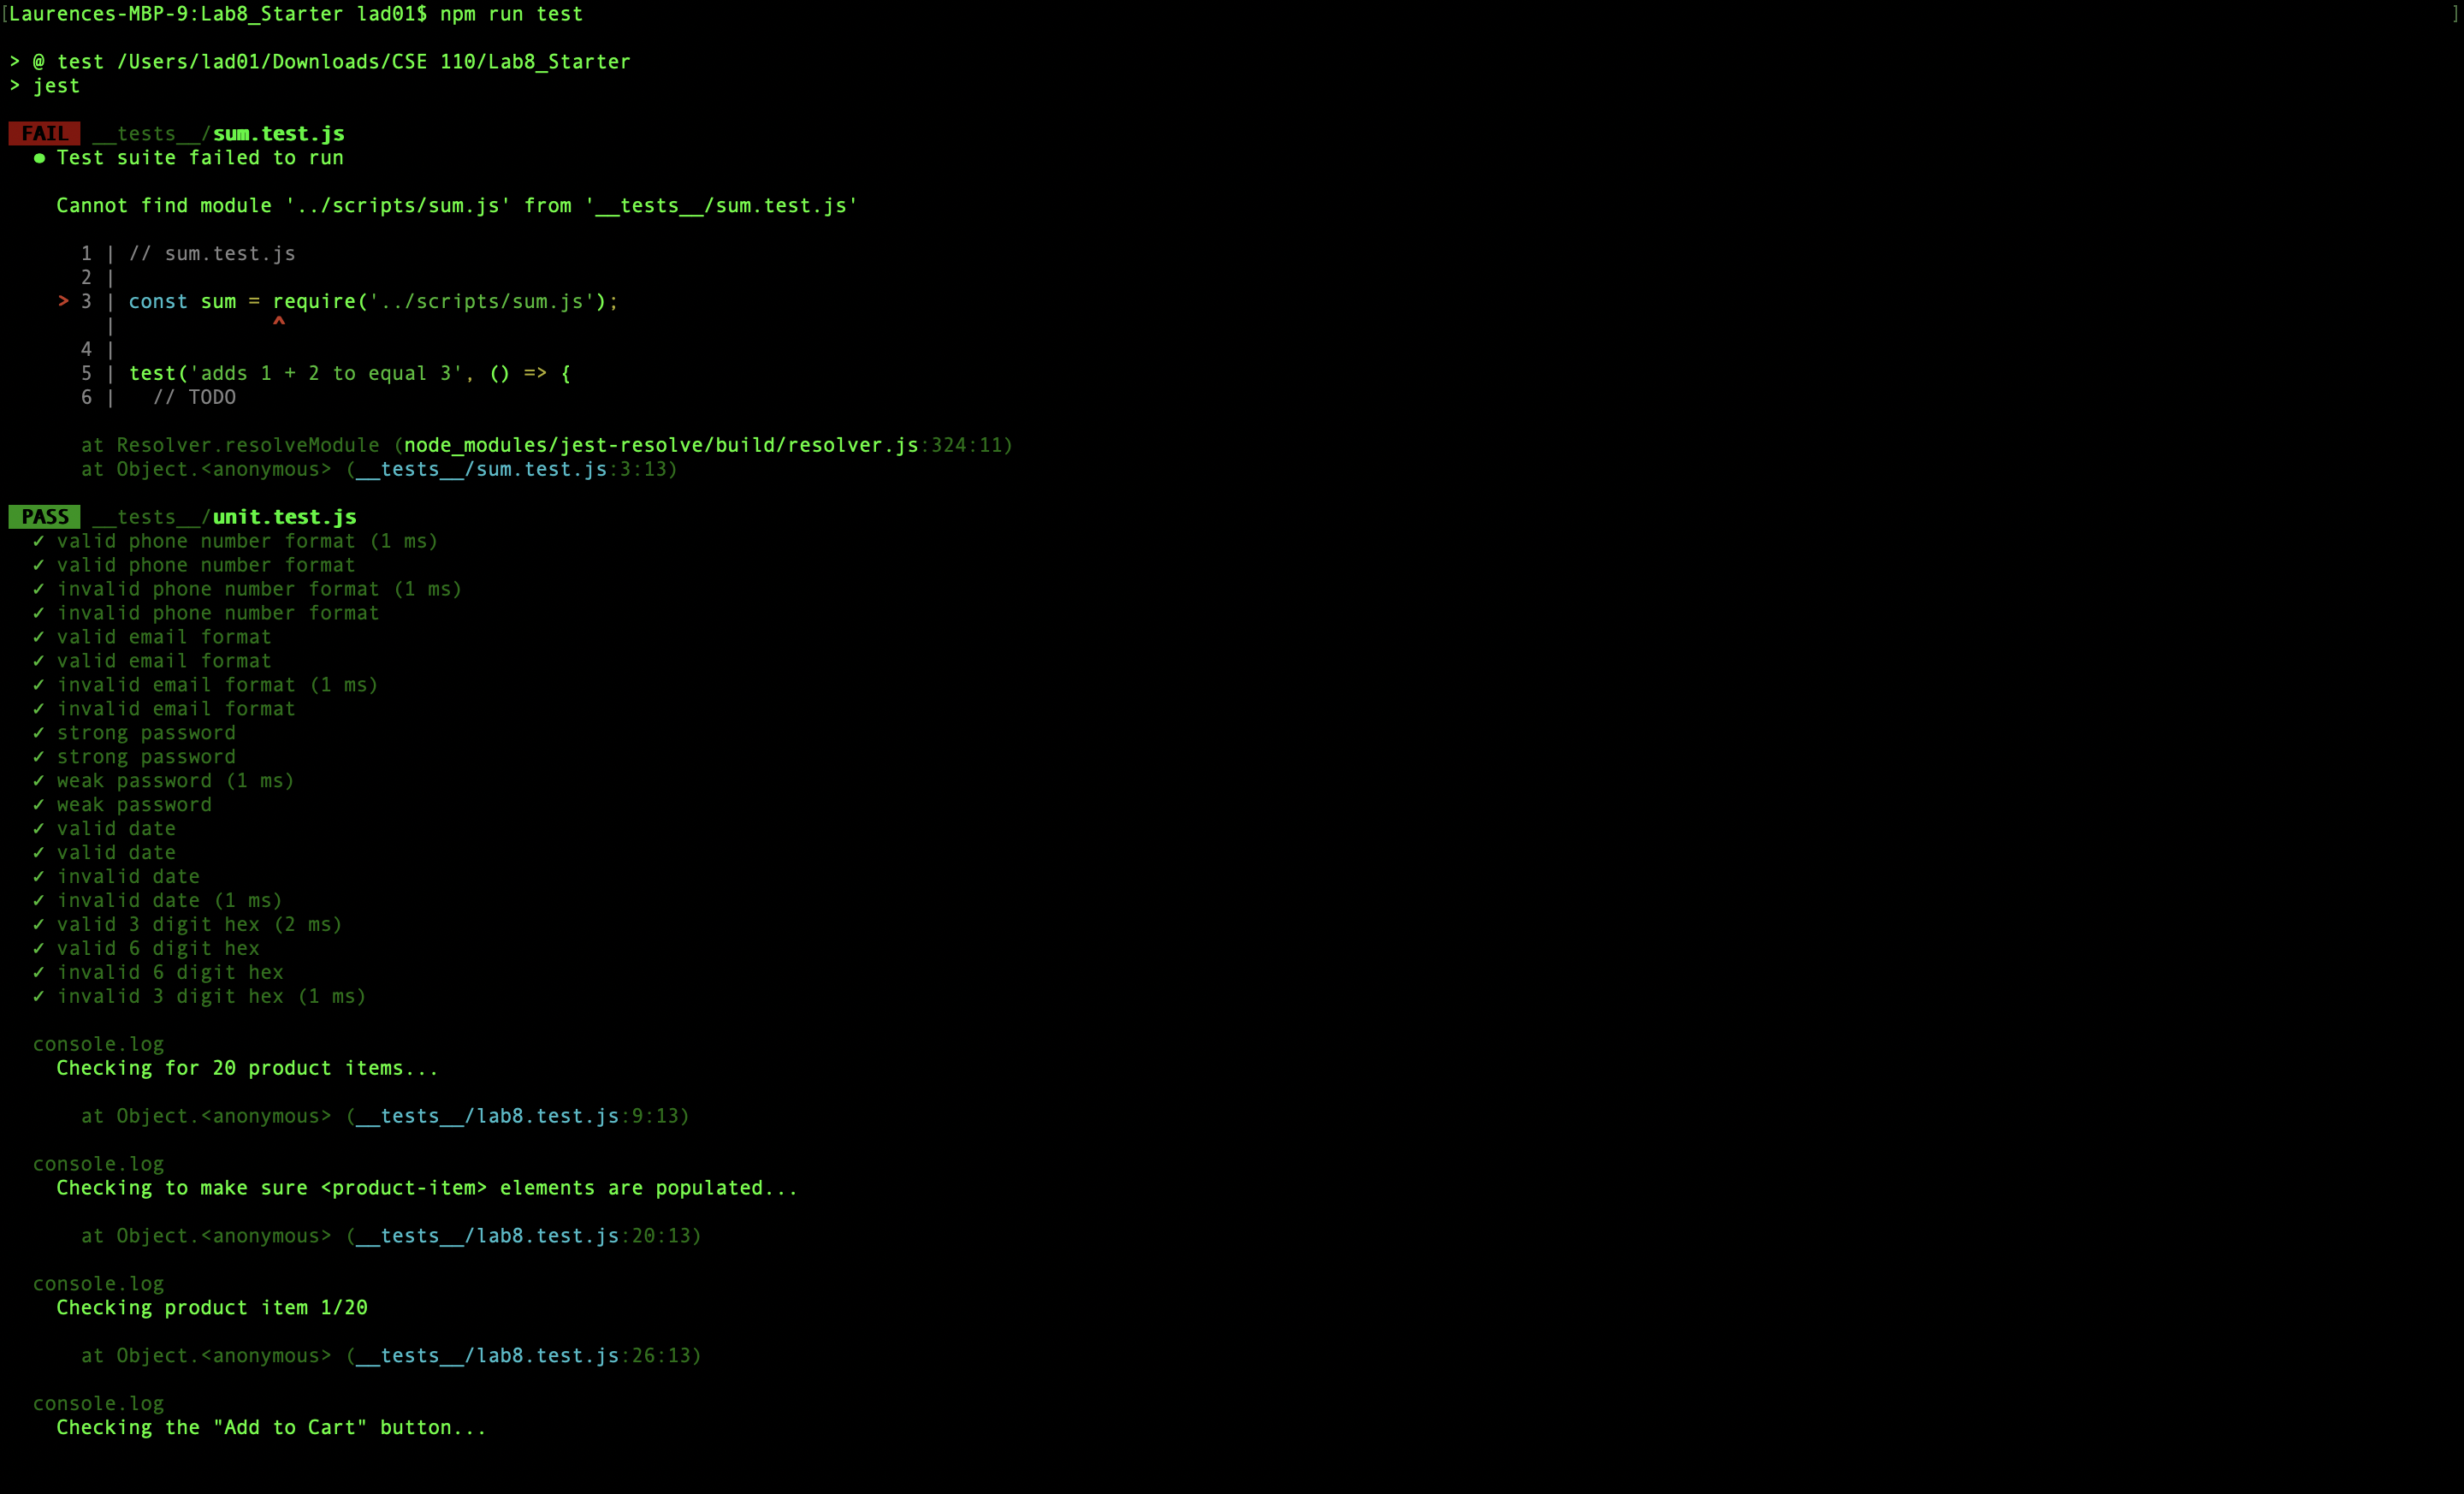 [Laurences-MBP-9:Lab8_Starter lad01$ npm run test ]
> @ test /Users/lad01/Downloads/CSE 110/Lab8_Starter
> jest
FAIL __tests__/sum.test.js
● Test suite failed to run
Cannot find module '../scripts/sum.js' from '__tests__/sum.test.js'
1 | // sum.test.js
2 |
> 3 | const sum = require('../scripts/sum.js');
| ^
4 |
5 | test('adds 1 + 2 to equal 3', () => {
6 | // TODO
at Resolver.resolveModule (node_modules/jest-resolve/build/resolver.js:324:11)
at Object.<anonymous> (__tests__/sum.test.js:3:13)
PASS __tests__/unit.test.js
✓ valid phone number format (1 ms)
✓ valid phone number format
✓ invalid phone number format (1 ms)
✓ invalid phone number format
✓ valid email format
✓ valid email format
✓ invalid email format (1 ms)
✓ invalid email format
✓ strong password
✓ strong password
✓ weak password (1 ms)
✓ weak password
✓ valid date
✓ valid date
✓ invalid date
✓ invalid date (1 ms)
✓ valid 3 digit hex (2 ms)
✓ valid 6 digit hex
✓ invalid 6 digit hex
✓ invalid 3 digit hex (1 ms)
console.log
Checking for 20 product items...
at Object.<anonymous> (__tests__/lab8.test.js:9:13)
console.log
Checking to make sure <product-item> elements are populated...
at Object.<anonymous> (__tests__/lab8.test.js:20:13)
console.log
Checking product item 1/20
at Object.<anonymous> (__tests__/lab8.test.js:26:13)
console.log
Checking the "Add to Cart" button...